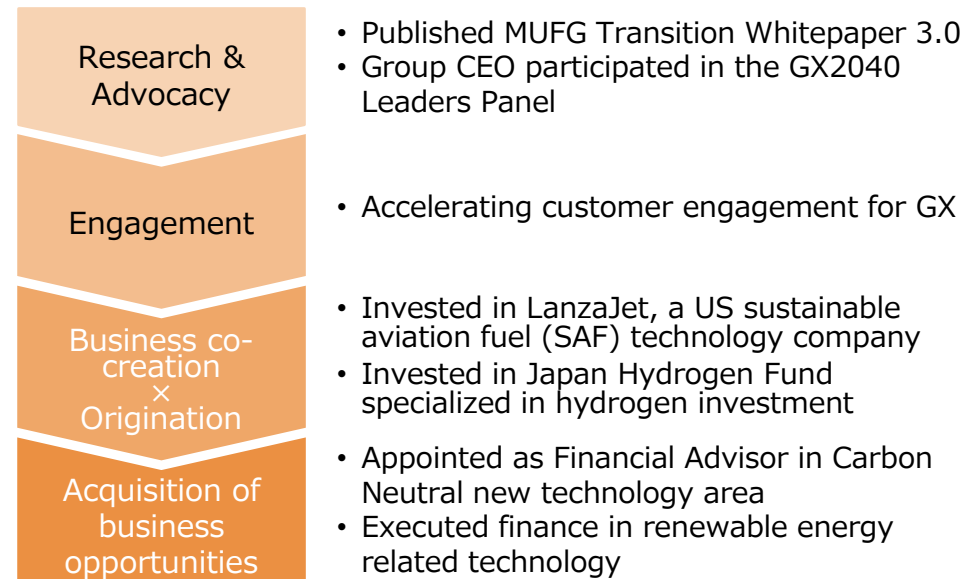 Research &
Advocacy
• Published MUFG Transition Whitepaper 3.0
• Group CEO participated in the GX2040
Leaders Panel
Engagement
• Accelerating customer engagement for GX
Business co-
creation
×
Origination
• Invested in LanzaJet, a US sustainable
aviation fuel (SAF) technology company
• Invested in Japan Hydrogen Fund
specialized in hydrogen investment
Acquisition of
business
opportunities
• Appointed as Financial Advisor in Carbon
Neutral new technology area
• Executed finance in renewable energy
related technology